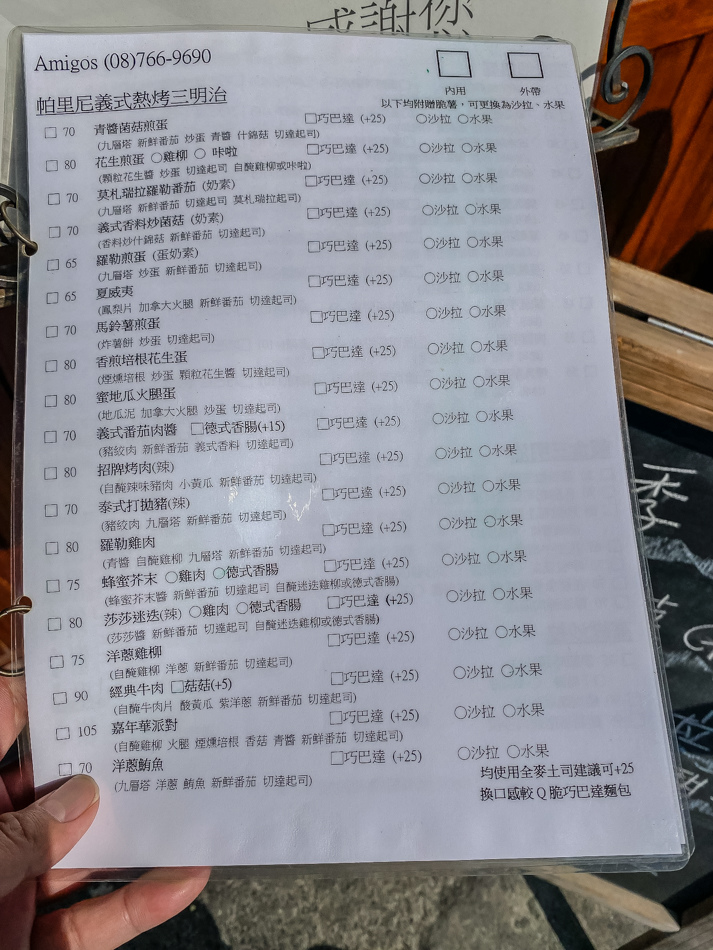 感謝您
Amigos (08)766-9690
□ □
內用 外帶
帕里尼義式熱烤三明治
以下均附贈脆薯，可更換為沙拉、水果
□ 70 青醬菌菇煎蛋 □巧巴達 (+25) ○沙拉 ○水果
(九層塔 新鮮番茄 炒蛋 青醬 什錦菇 切達起司)
□ 80 花生煎蛋 ○雞柳 ○ 咔啦 □巧巴達 (+25) ○沙拉 ○水果
(顆粒花生醬 炒蛋 切達起司 自醃雞柳或咔啦)
□ 70 莫札瑞拉羅勒番茄 (奶素) □巧巴達 (+25) ○沙拉 ○水果
(九層塔 新鮮番茄 切達起司 莫札瑞拉起司)
□ 70 義式香料炒菌菇 (奶素) □巧巴達 (+25) ○沙拉 ○水果
(香料炒什錦菇 新鮮番茄 切達起司)
□ 65 羅勒煎蛋 (蛋奶素) □巧巴達 (+25) ○沙拉 ○水果
(九層塔 炒蛋 新鮮番茄 切達起司)
□ 65 夏威夷 □巧巴達 (+25) ○沙拉 ○水果
(鳳梨片 加拿大火腿 新鮮番茄 切達起司)
□ 70 馬鈴薯煎蛋 □巧巴達 (+25) ○沙拉 ○水果
(炸薯餅 炒蛋 切達起司)
□ 80 香煎培根花生蛋 □巧巴達 (+25) ○沙拉 ○水果
(煙燻培根 炒蛋 顆粒花生醬 切達起司)
□ 80 蜜地瓜火腿蛋 □巧巴達 (+25) ○沙拉 ○水果
(地瓜泥 加拿大火腿 炒蛋 切達起司)
□ 70 義式番茄肉醬 □德式香腸(+15) □巧巴達 (+25) ○沙拉 ○水果
(豬絞肉 新鮮番茄 義式香料 切達起司)
□ 80 招牌烤肉(辣) □巧巴達 (+25) ○沙拉 ○水果
(自醃辣味豬肉 小黃瓜 新鮮番茄 切達起司)
□ 70 泰式打拋豬(辣) □巧巴達 (+25) ○沙拉 ○水果
(豬絞肉 九層塔 新鮮番茄 切達起司)
□ 80 羅勒雞肉 □巧巴達 (+25) ○沙拉 ○水果
(青醬 自醃雞柳 九層塔 新鮮番茄 切達起司)
□ 75 蜂蜜芥末 ○雞肉 ○德式香腸 □巧巴達 (+25) ○沙拉 ○水果
(蜂蜜芥末醬 新鮮番茄 切達起司 自醃迷迭雞柳或德式香腸)
□ 80 莎莎迷迭(辣) ○雞肉 ○德式香腸 □巧巴達 (+25) ○沙拉 ○水果
(莎莎醬 新鮮番茄 切達起司 自醃迷迭雞柳或德式香腸)
□ 75 洋蔥雞柳 □巧巴達 (+25) ○沙拉 ○水果
(自醃雞柳 洋蔥 新鮮番茄 切達起司)
□ 90 經典牛肉 □菇菇(+5) □巧巴達 (+25) ○沙拉 ○水果
(自醃牛肉片 酸黃瓜 紫洋蔥 新鮮番茄 切達起司)
□ 105 嘉年華派對 □巧巴達 (+25) ○沙拉 ○水果
(自醃雞柳 火腿 煙燻培根 香菇 青醬 新鮮番茄 切達起司)
□ 70 洋蔥鮪魚 □巧巴達 (+25) ○沙拉 ○水果
(九層塔 洋蔥 鮪魚 新鮮番茄 切達起司)
均使用全麥土司建議可+25
換口感較 Q 脆巧巴達麵包